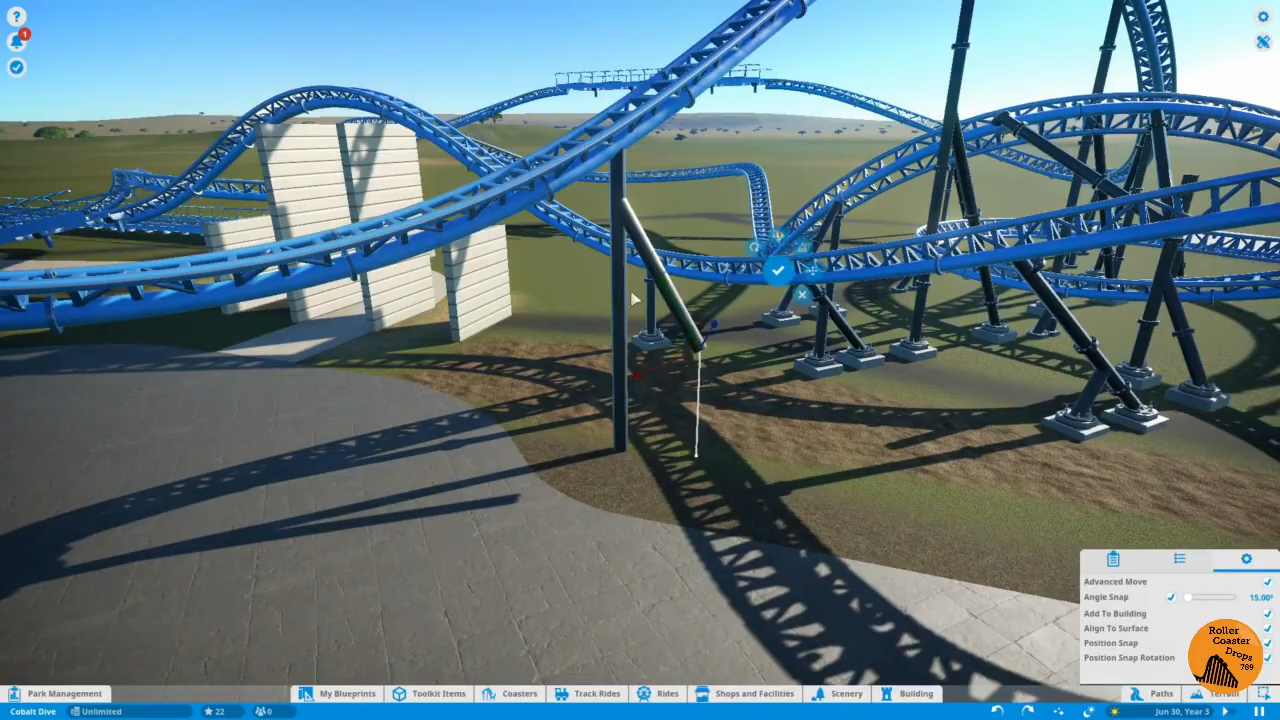 ?
1
Advanced Move
Angle Snap 15.00°
Add To Building
Align To Surface
Position Snap
Position Snap Rotation
Roller
Coaster
Drops
789
Park Management
My Blueprints
Toolkit Items
Coasters
Track Rides
Rides
Shops and Facilities
Scenery
Building
Paths
Terrain
Cobalt Dive
Unlimited
22
0
Jun 30, Year 3